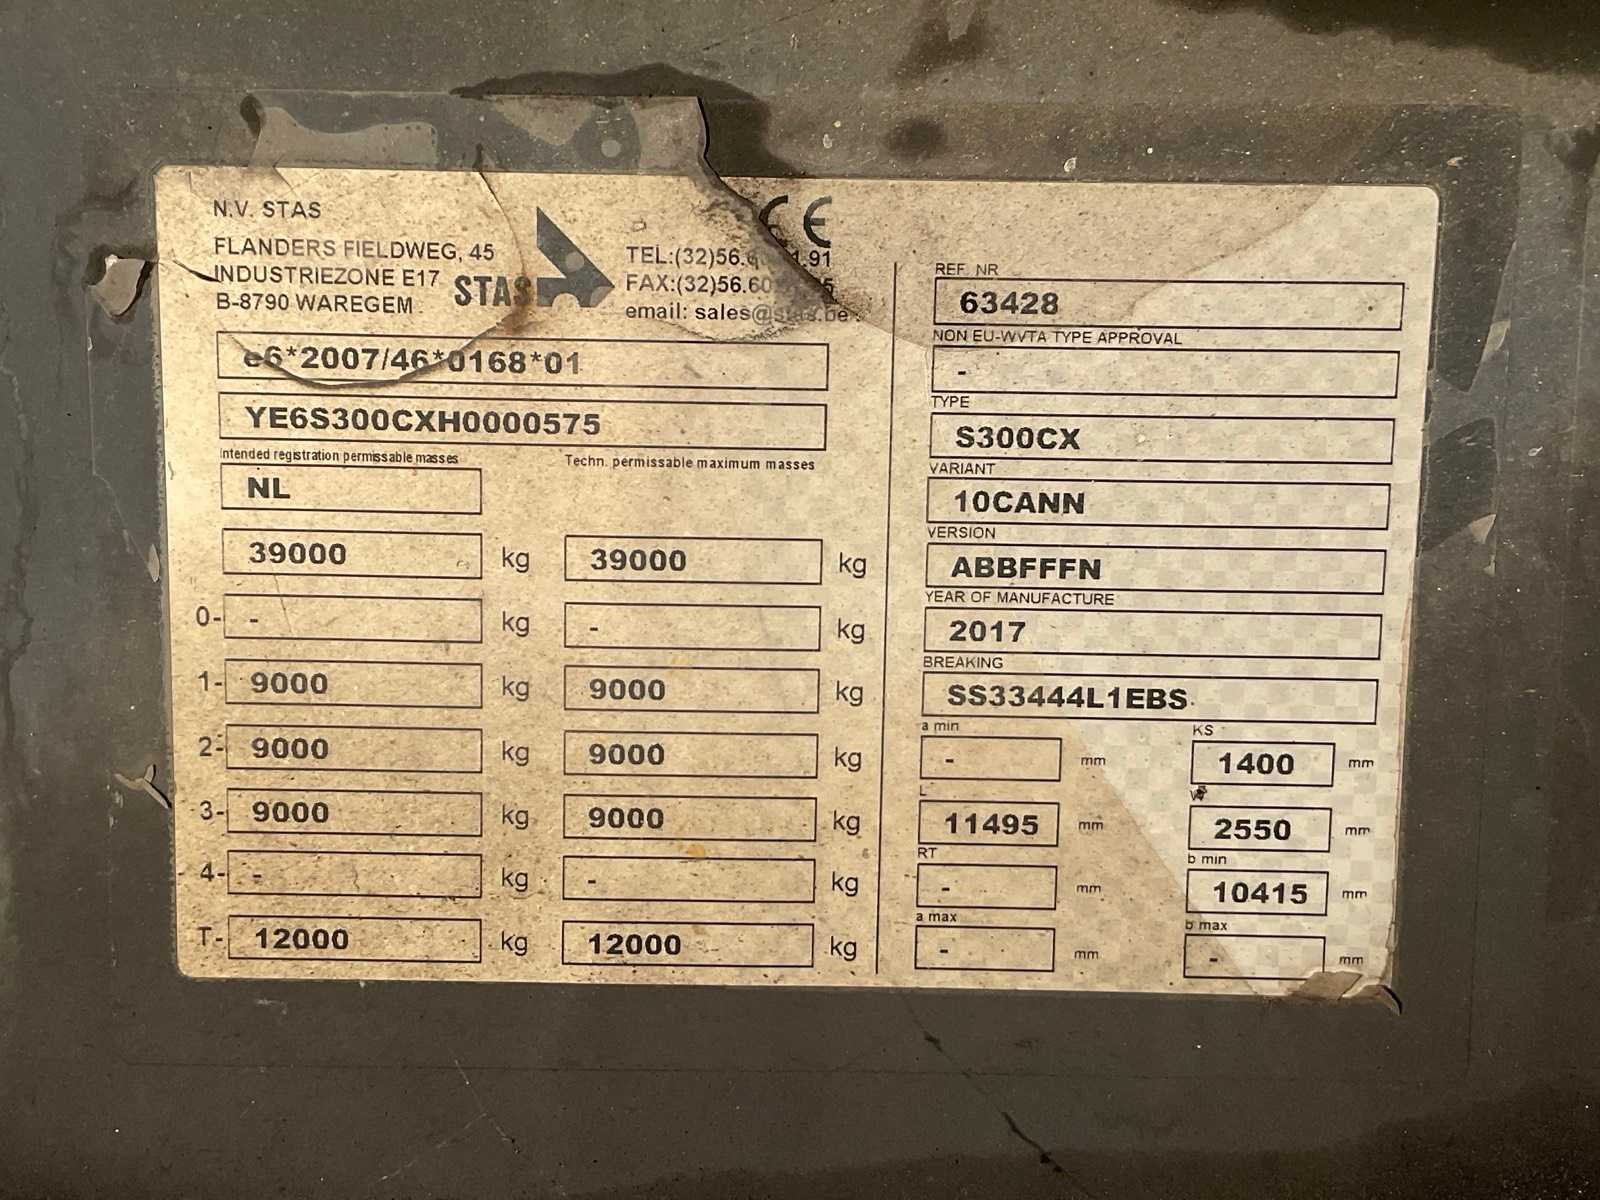 N.V. STAS
FLANDERS FIELDWEG, 45
INDUSTRIEZONE E17
B-8790 WAREGEM
STAS
CE
TEL:(32)56.
FAX:(32)56.60
email: sales@stas.be
e6*2007/46*0168*01
YE6S300CXH0000575
Intended registration permissable masses
Techn. permissable maximum masses
NL
39000 kg 39000 kg
0- - kg - kg
1- 9000 kg 9000 kg
2- 9000 kg 9000 kg
3- 9000 kg 9000 kg
4- - kg - kg
T- 12000 kg 12000 kg
REF. NR
63428
NON EU-WVTA TYPE APPROVAL
-
TYPE
S300CX
VARIANT
10CANN
VERSION
ABBFFFN
YEAR OF MANUFACTURE
2017
BREAKING
SS33444L1EBS
a min KS
- mm 1400 mm
L W
11495 mm 2550 mm
RT b min
- mm 10415 mm
a max b max
- mm - mm